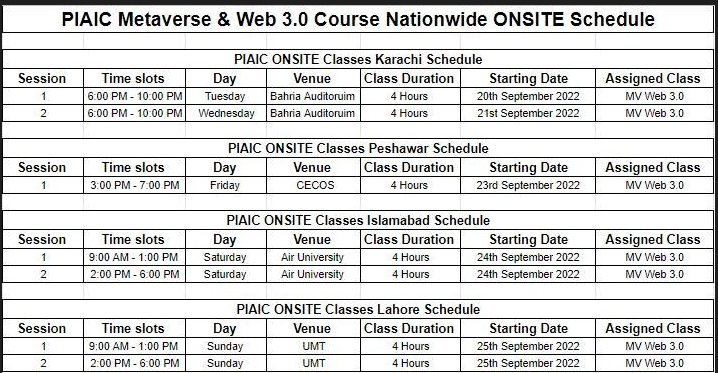 PIAIC Metaverse & Web 3.0 Course Nationwide ONSITE Schedule
PIAIC ONSITE Classes Karachi Schedule
Session Time slots Day Venue Class Duration Starting Date Assigned Class
1 6:00 PM - 10:00 PM Tuesday Bahria Auditoruim 4 Hours 20th September 2022 MV Web 3.0
2 6:00 PM - 10:00 PM Wednesday Bahria Auditoruim 4 Hours 21st September 2022 MV Web 3.0
PIAIC ONSITE Classes Peshawar Schedule
Session Time slots Day Venue Class Duration Starting Date Assigned Class
1 3:00 PM - 7:00 PM Friday CECOS 4 Hours 23rd September 2022 MV Web 3.0
PIAIC ONSITE Classes Islamabad Schedule
Session Time slots Day Venue Class Duration Starting Date Assigned Class
1 9:00 AM - 1:00 PM Saturday Air University 4 Hours 24th September 2022 MV Web 3.0
2 2:00 PM - 6:00 PM Saturday Air University 4 Hours 24th September 2022 MV Web 3.0
PIAIC ONSITE Classes Lahore Schedule
Session Time slots Day Venue Class Duration Starting Date Assigned Class
1 9:00 AM - 1:00 PM Sunday UMT 4 Hours 25th September 2022 MV Web 3.0
2 2:00 PM - 6:00 PM Sunday UMT 4 Hours 25th September 2022 MV Web 3.0